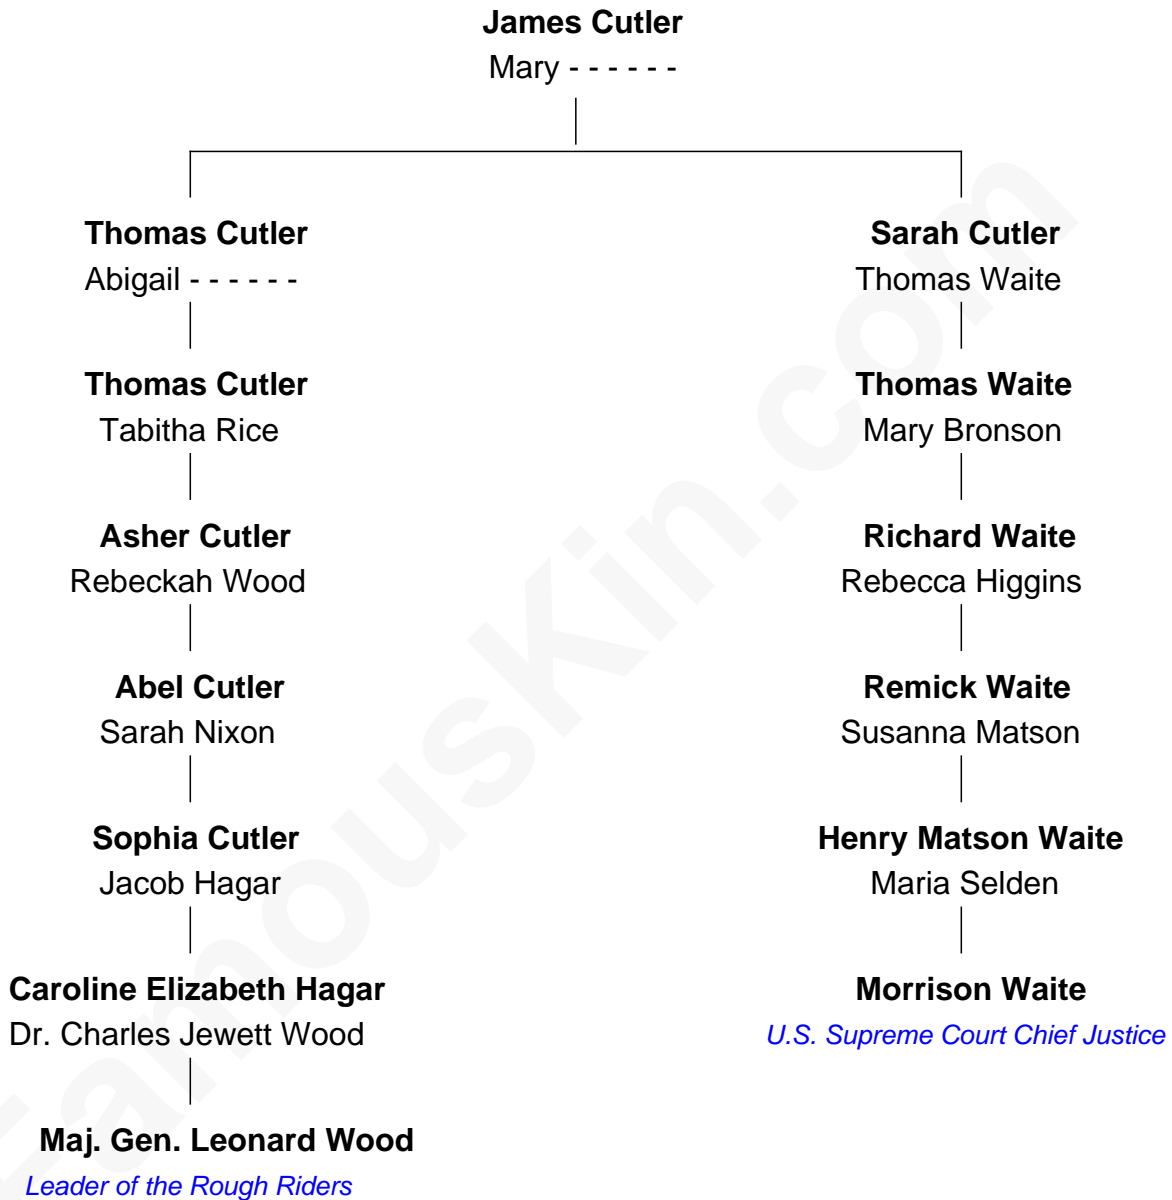 James Cutler
Mary - - - - - -
Thomas Cutler
Abigail - - - - - -
Sarah Cutler
Thomas Waite
Thomas Cutler
Tabitha Rice
Thomas Waite
Mary Bronson
Asher Cutler
Rebeckah Wood
Richard Waite
Rebecca Higgins
Abel Cutler
Sarah Nixon
Remick Waite
Susanna Matson
Sophia Cutler
Jacob Hagar
Henry Matson Waite
Maria Selden
Caroline Elizabeth Hagar
Dr. Charles Jewett Wood
Morrison Waite
U.S. Supreme Court Chief Justice
Maj. Gen. Leonard Wood
Leader of the Rough Riders
FamousKin.com